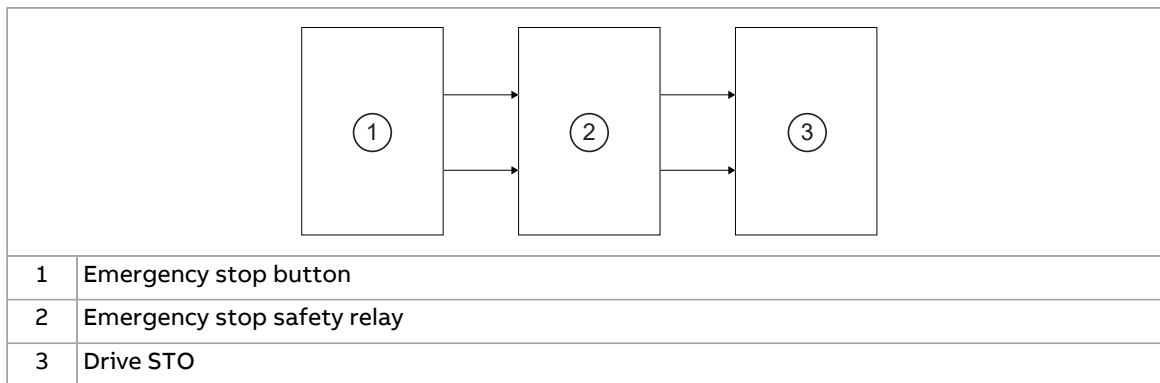 1 2 3
1 Emergency stop button
2 Emergency stop safety relay
3 Drive STO